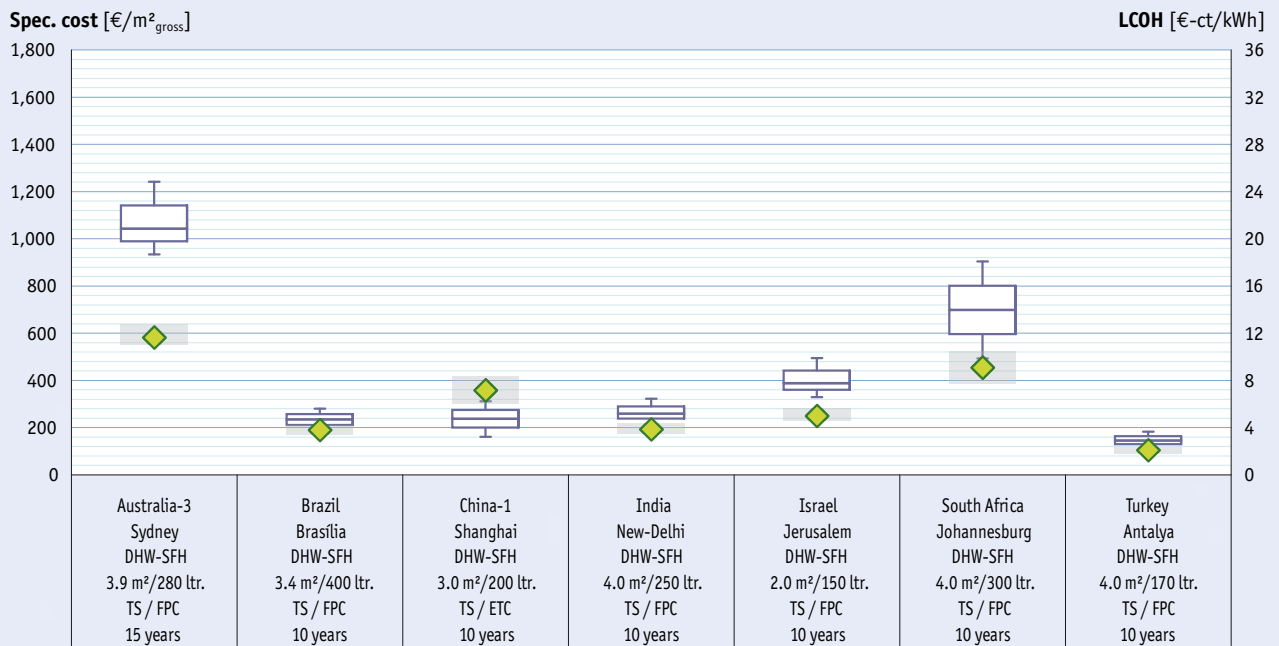 Spec. cost [€/m²gross] LCOH [€-ct/kWh]
1,800 36
1,600 32
1,400 28
1,200 24
1,000 20
800 16
600 12
400 8
200 4
0 0
Australia-3 Brazil China-1 India Israel South Africa Turkey
Sydney Brasília Shanghai New-Delhi Jerusalem Johannesburg Antalya
DHW-SFH DHW-SFH DHW-SFH DHW-SFH DHW-SFH DHW-SFH DHW-SFH
3.9 m²/280 ltr. 3.4 m²/400 ltr. 3.0 m²/200 ltr. 4.0 m²/250 ltr. 2.0 m²/150 ltr. 4.0 m²/300 ltr. 4.0 m²/170 ltr.
TS / FPC TS / FPC TS / ETC TS / FPC TS / FPC TS / FPC TS / FPC
15 years 10 years 10 years 10 years 10 years 10 years 10 years